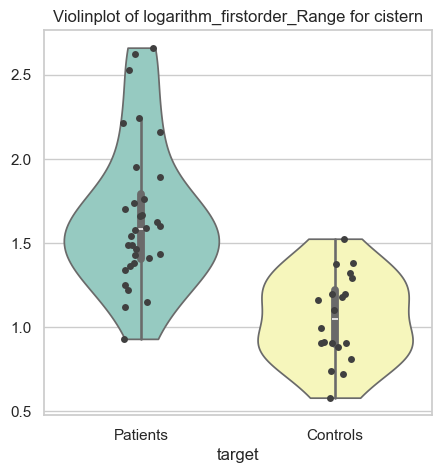 Violinplot of logarithm_firstorder_Range for cistern
2.5
2.0
1.5
1.0
0.5
Patients Controls
target